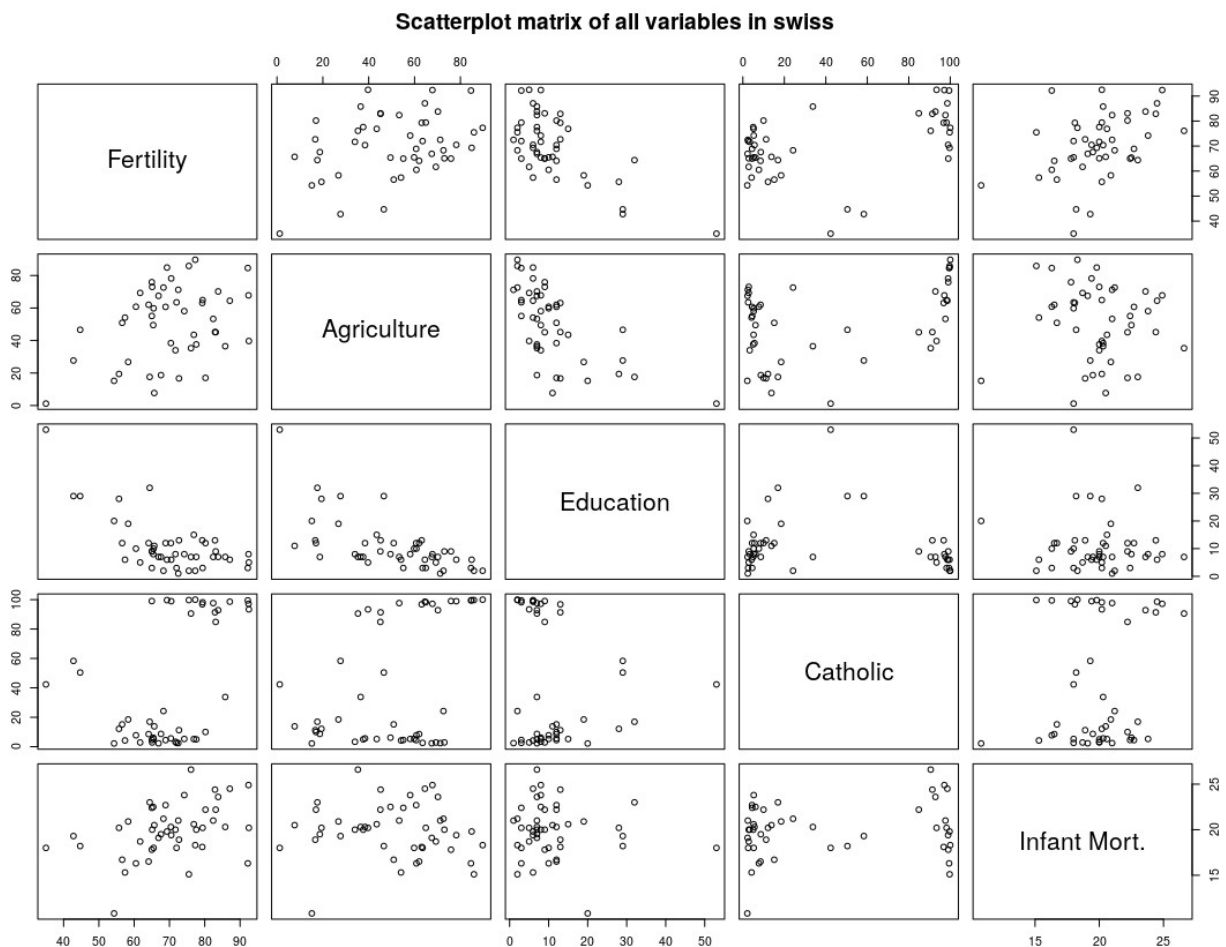 Scatterplot matrix of all variables in swiss
0 20 40 60 80
0 20 40 60 80 100
Fertility
40 50 60 70 80 90
0 20 40 60 80
Agriculture
Education
0 10 20 30 40 50
0 20 40 60 80 100
Catholic
Infant Mort.
15 20 25
40 50 60 70 80 90
0 10 20 30 40 50
15 20 25